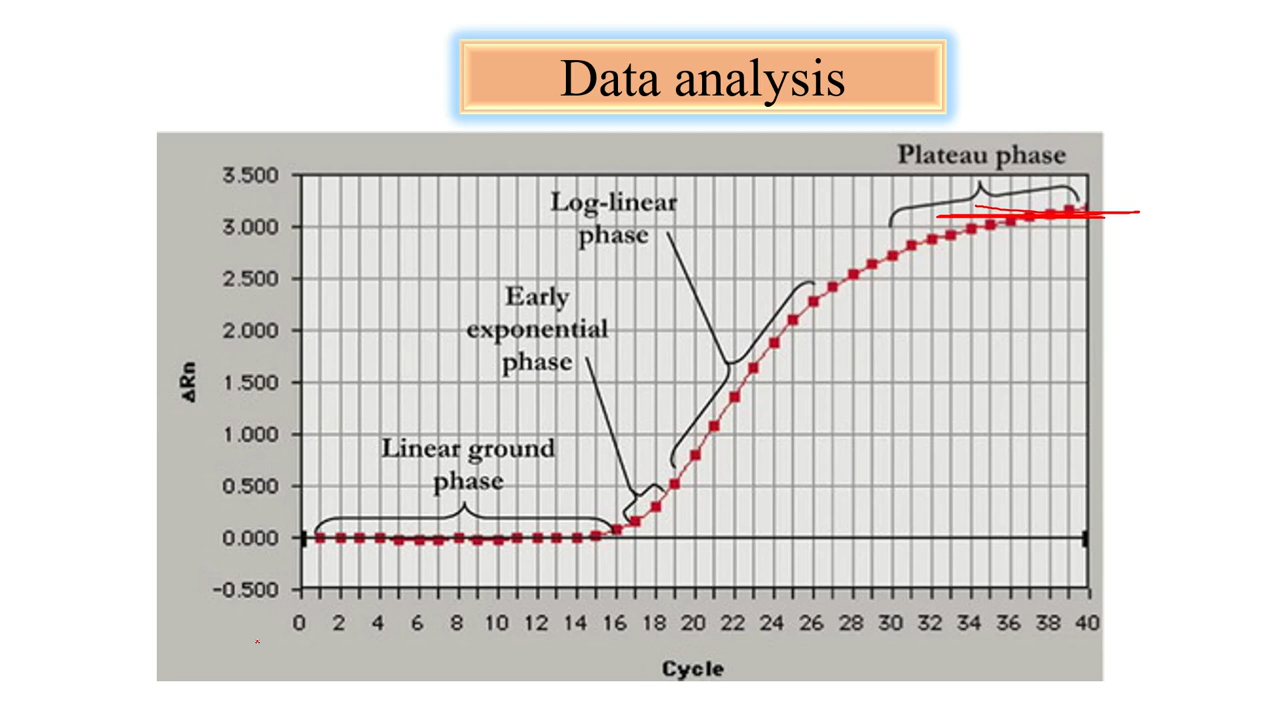 Data analysis
Plateau phase
Log-linear
phase
Early
exponential
phase
Linear ground
phase
3.500
3.000
2.500
2.000
1.500
1.000
0.500
0.000
−0.500
ΔRn
0 2 4 6 8 10 12 14 16 18 20 22 24 26 28 30 32 34 36 38 40
Cycle